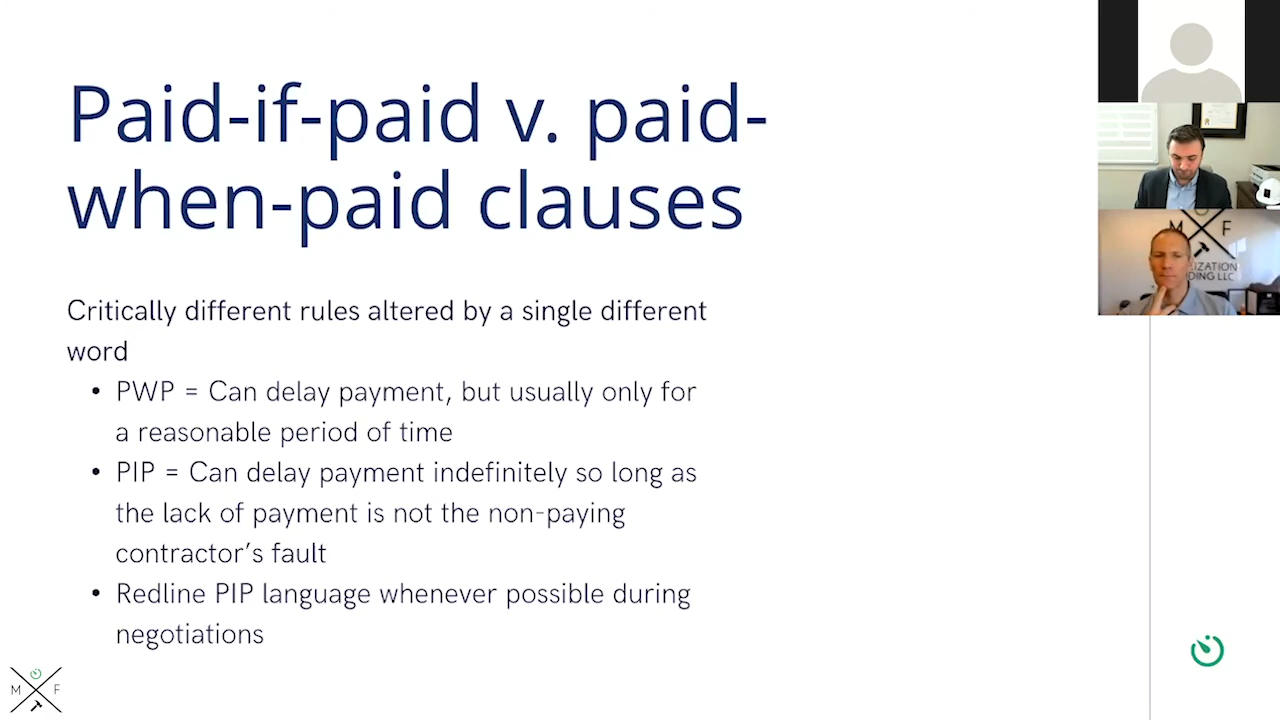 Paid-if-paid v. paid-
when-paid clauses
Critically different rules altered by a single different
word
• PWP = Can delay payment, but usually only for
a reasonable period of time
• PIP = Can delay payment indefinitely so long as
the lack of payment is not the non-paying
contractor's fault
• Redline PIP language whenever possible during
negotiations
M F
M F